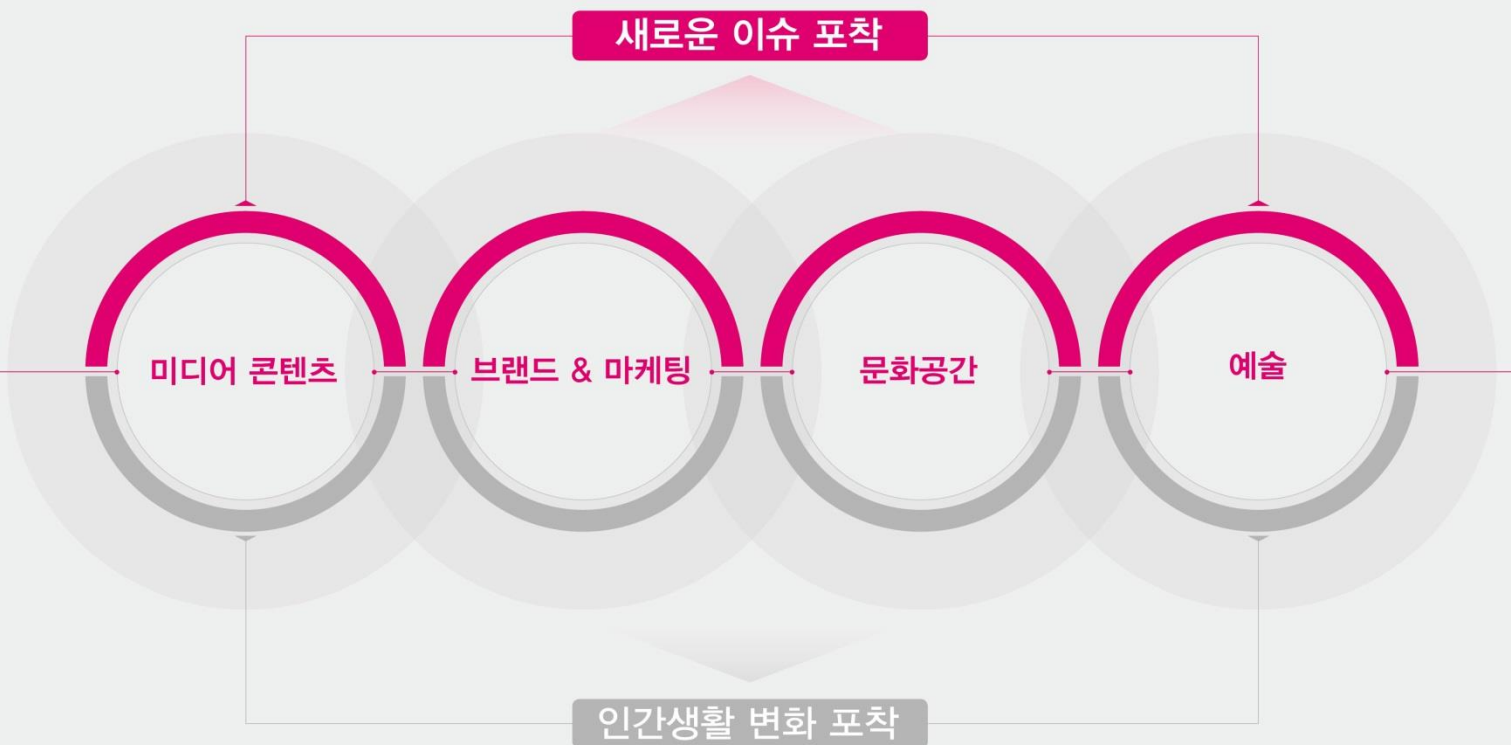 새로운 이슈 포착
미디어 콘텐츠
브랜드 & 마케팅
문화공간
예술
인간생활 변화 포착